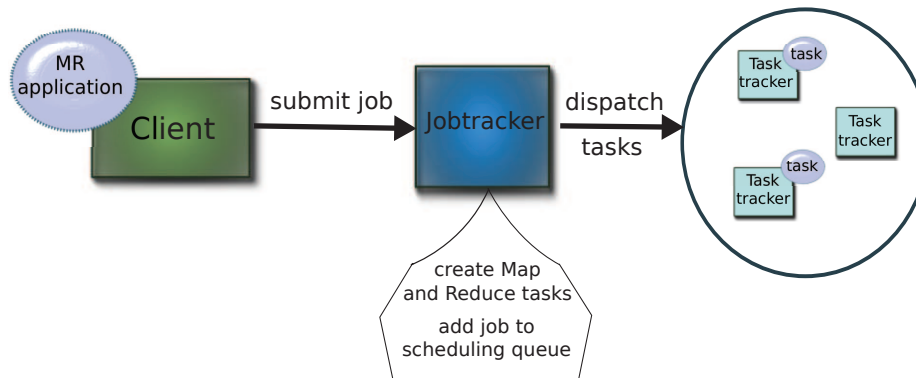 MR
application
Client
submit job
Jobtracker
dispatch
tasks
Task
tracker
task
Task
tracker
Task
tracker
task
create Map
and Reduce tasks
add job to
scheduling queue